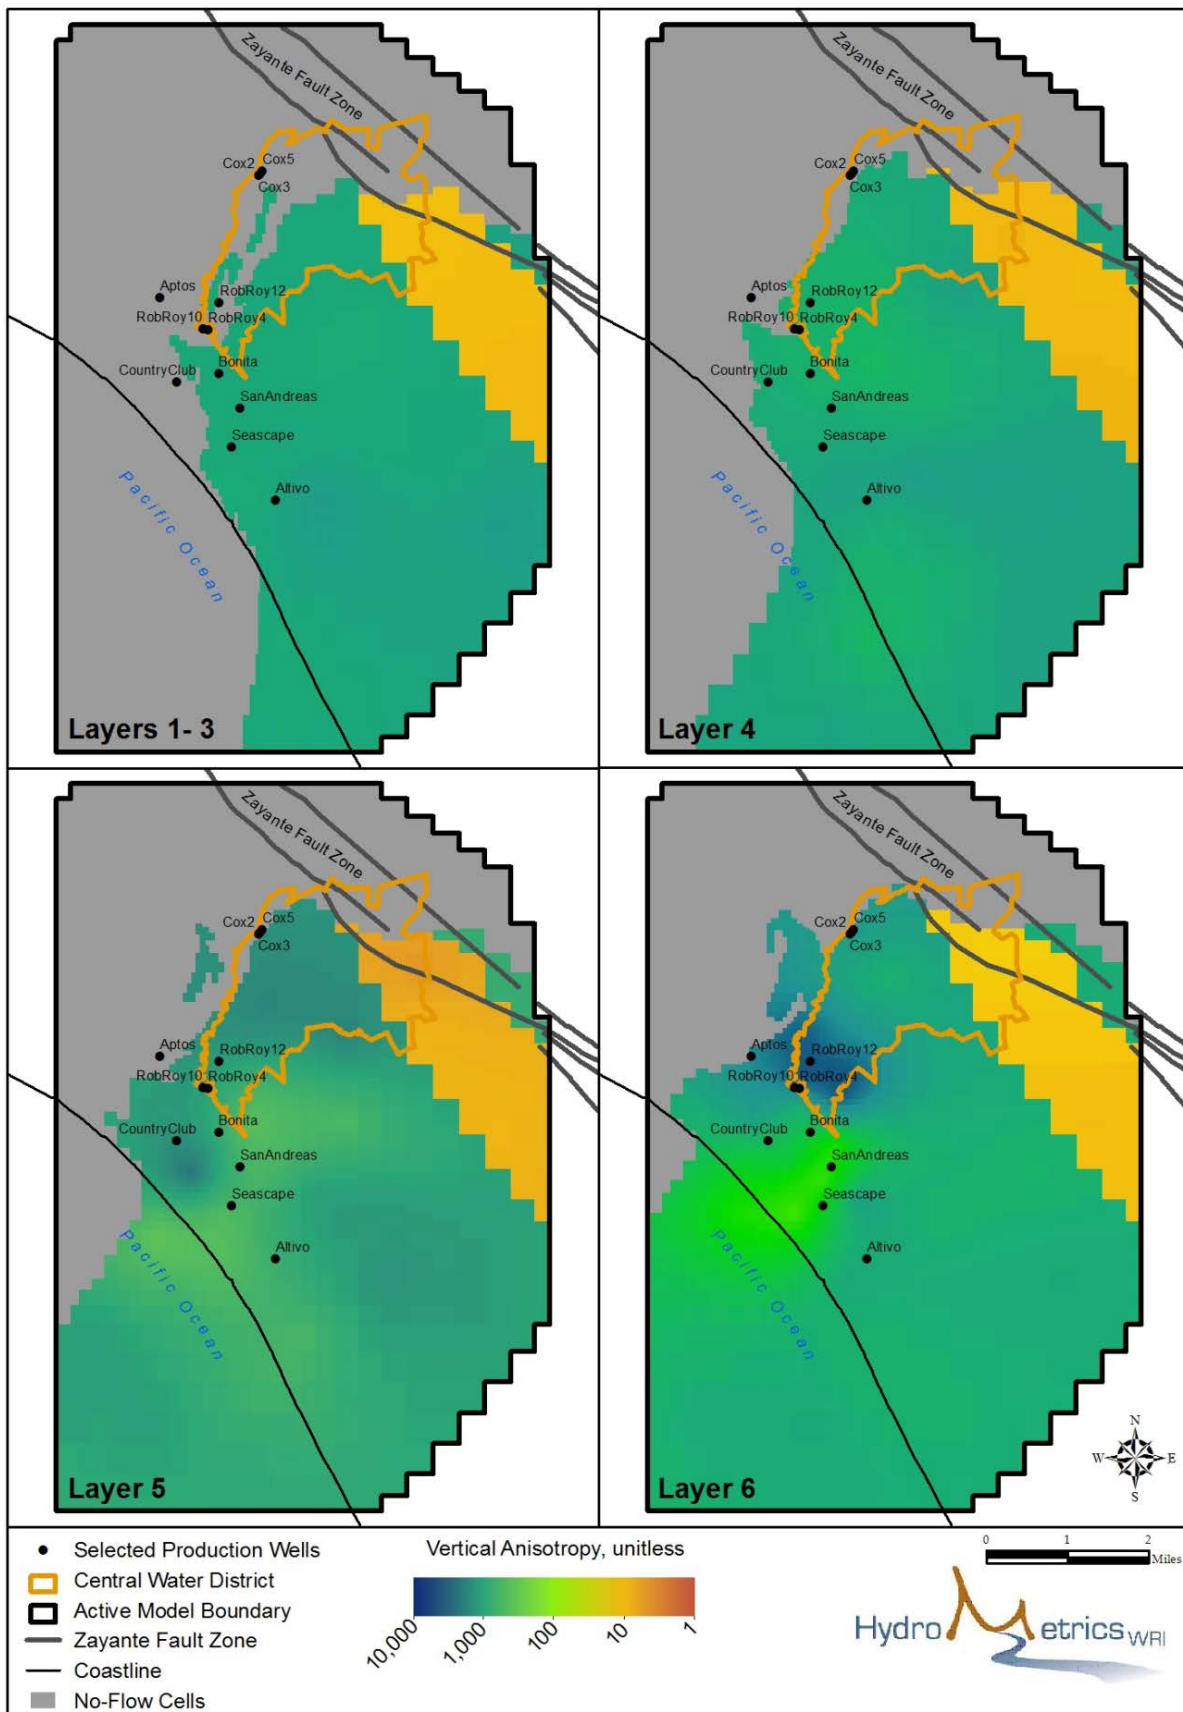 Zayante Fault Zone
Cox2
Cox5
Cox3
Aptos
RobRoy12
RobRoy10
RobRoy4
CountryClub
Bonita
SanAndreas
Seascape
Altivo
Pacific Ocean
Layers 1- 3
Zayante Fault Zone
Cox2
Cox5
Cox3
Aptos
RobRoy12
RobRoy10
RobRoy4
CountryClub
Bonita
SanAndreas
Seascape
Altivo
Pacific Ocean
Layer 4
Zayante Fault Zone
Cox2
Cox5
Cox3
Aptos
RobRoy12
RobRoy10
RobRoy4
CountryClub
Bonita
SanAndreas
Seascape
Altivo
Pacific Ocean
Layer 5
Zayante Fault Zone
Cox2
Cox5
Cox3
Aptos
RobRoy12
RobRoy10
RobRoy4
CountryClub
Bonita
SanAndreas
Seascape
Altivo
Pacific Ocean
Layer 6
N
W E
S
Selected Production Wells
Central Water District
Active Model Boundary
Zayante Fault Zone
Coastline
No-Flow Cells
Vertical Anisotropy, unitless
10,000 1,000 100 10 1
0 1 2
Miles
HydroMetrics WRI